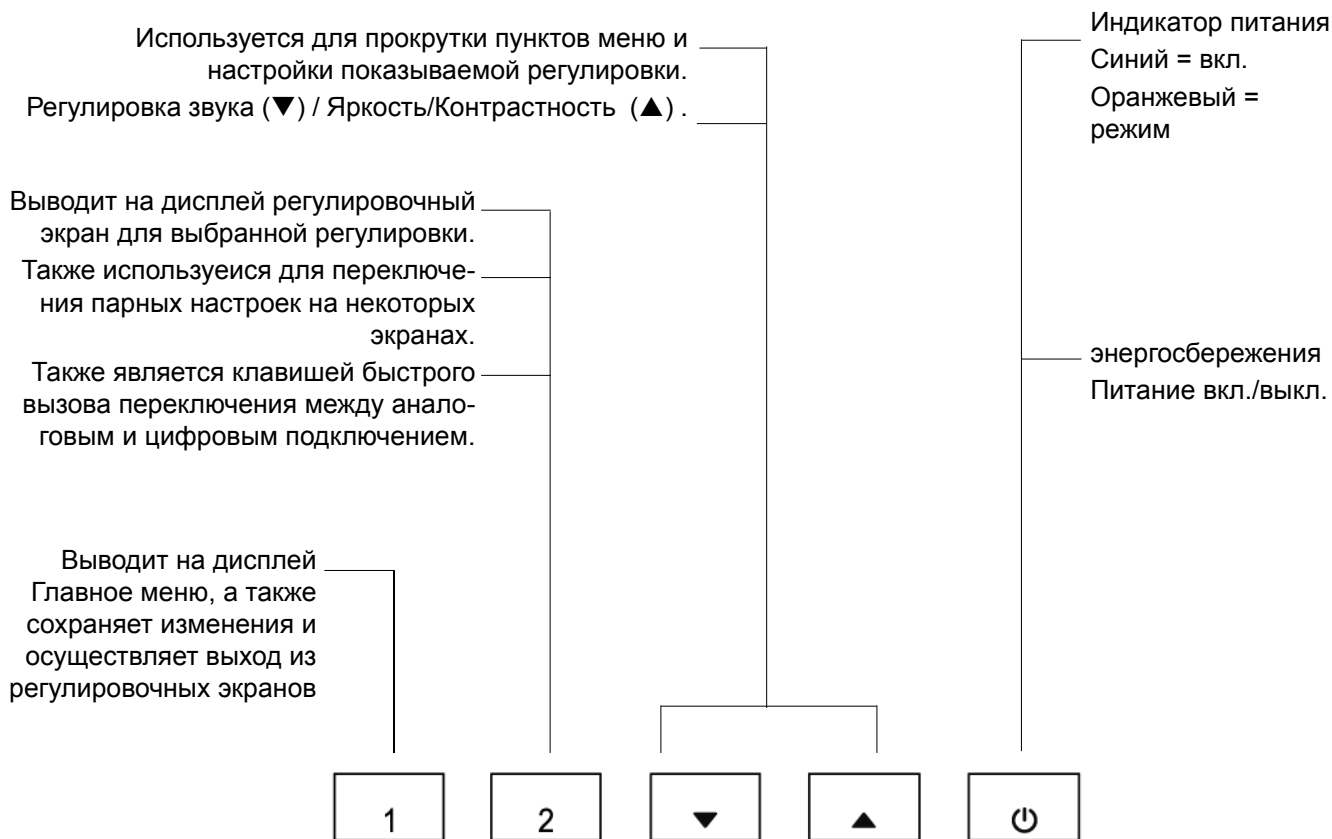 Используется для прокрутки пунктов меню и
настройки показываемой регулировки.
Регулировка звука (▼) / Яркость/Контрастность (▲) .
Индикатор питания
Синий = вкл.
Оранжевый =
режим
Выводит на дисплей регулировочный
экран для выбранной регулировки.
Также используеися для переключе-
ния парных настроек на некоторых
экранах.
Также является клавишей быстрого
вызова переключения между анало-
говым и цифровым подключением.
энергосбережения
Питание вкл./выкл.
Выводит на дисплей
Главное меню, а также
сохраняет изменения и
осуществляет выход из
регулировочных экранов
1 2 ▼ ▲ ⏻